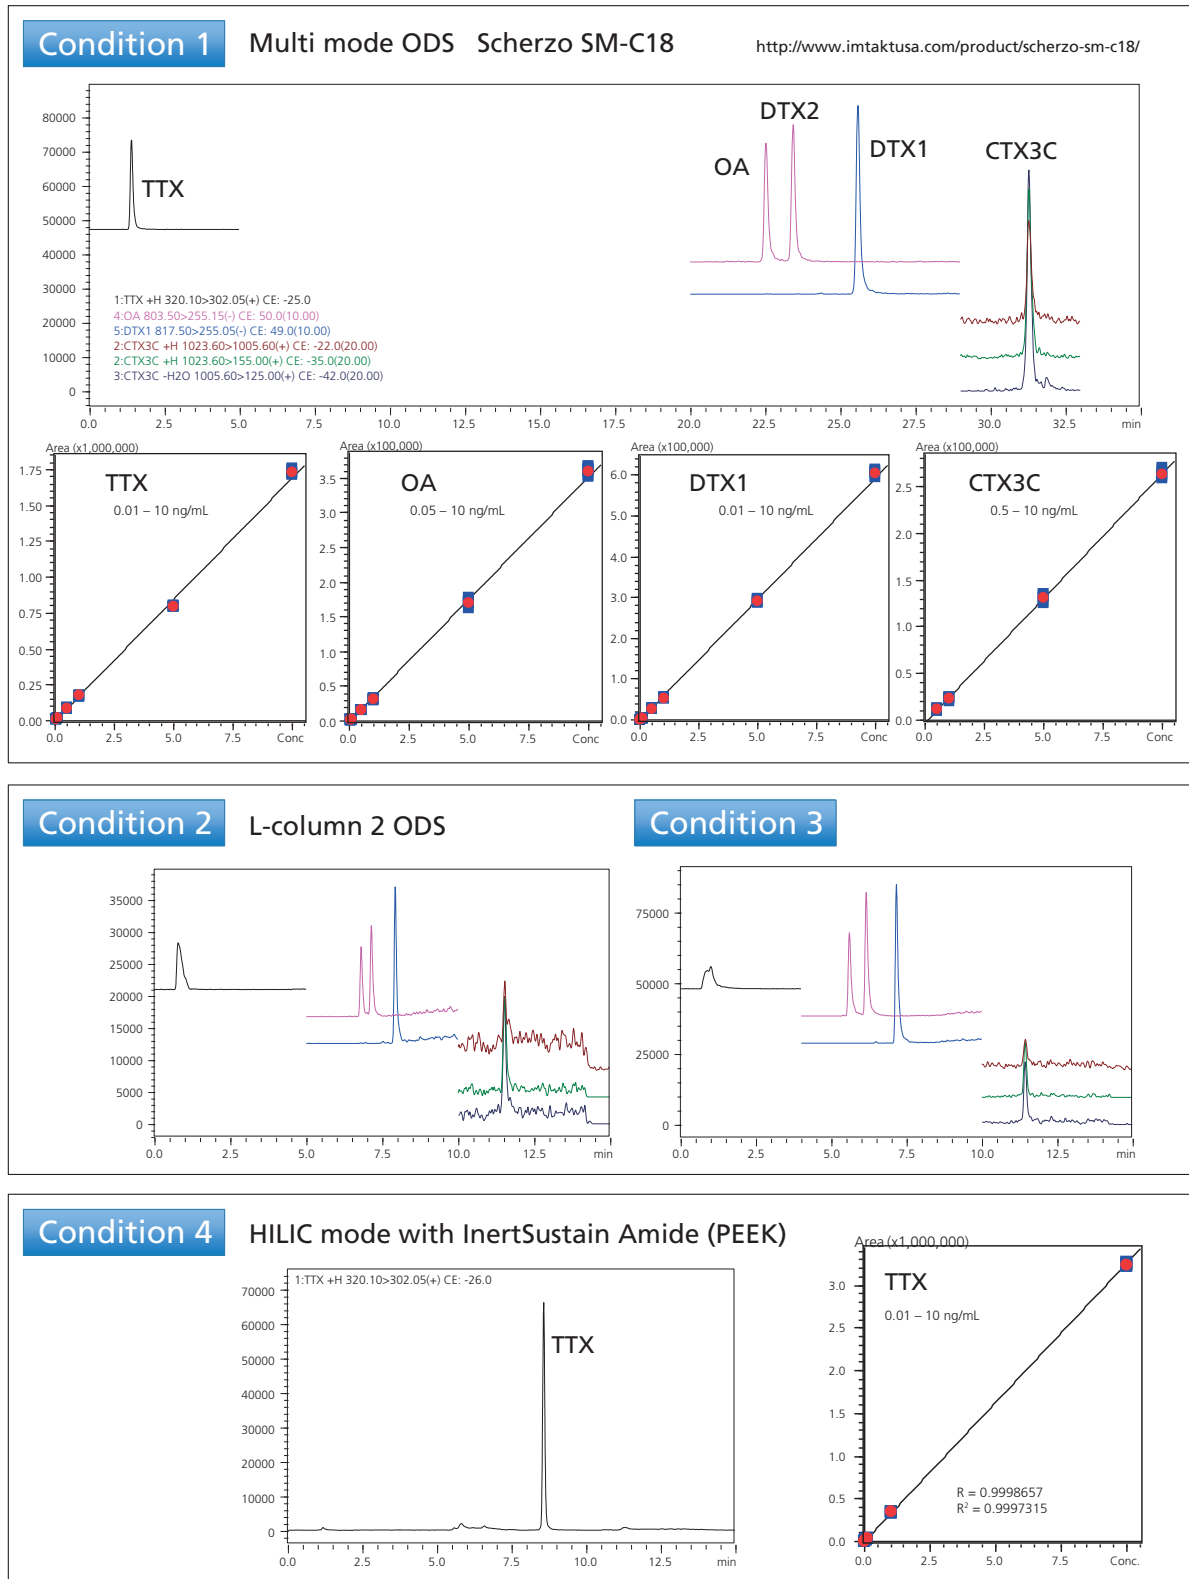 Condition 1
Multi mode ODS Scherzo SM-C18
http://www.imtaktusa.com/product/scherzo-sm-c18/
80000
70000
60000
50000
40000
30000
20000
10000
0
TTX
OA
DTX2
DTX1
CTX3C
1:TTX +H 320.10>302.05(+) CE: -25.0
4:OA 803.50>255.15(-) CE: 50.0(10.00)
5:DTX1 817.50>255.05(-) CE: 49.0(10.00)
2:CTX3C +H 1023.60>1005.60(+) CE: -22.0(20.00)
2:CTX3C +H 1023.60>155.00(+) CE: -35.0(20.00)
3:CTX3C -H2O 1005.60>125.00(+) CE: -42.0(20.00)
0.0 2.5 5.0 7.5 10.0 12.5 15.0 17.5 20.0 22.5 25.0 27.5 30.0 32.5 min
Area (x1,000,000)
TTX
0.01 – 10 ng/mL
1.75
1.50
1.25
1.00
0.75
0.50
0.25
0.00
0.0 2.5 5.0 7.5 Conc
Area (x100,000)
OA
0.05 – 10 ng/mL
3.5
3.0
2.5
2.0
1.5
1.0
0.5
0.0
0.0 2.5 5.0 7.5 Conc
Area (x100,000)
DTX1
0.01 – 10 ng/mL
6.0
5.0
4.0
3.0
2.0
1.0
0.0
0.0 2.5 5.0 7.5 Conc
Area (x100,000)
CTX3C
0.5 – 10 ng/mL
2.5
2.0
1.5
1.0
0.5
0.0
0.0 2.5 5.0 7.5 Conc
Condition 2
L-column 2 ODS
35000
30000
25000
20000
15000
10000
5000
0
0.0 2.5 5.0 7.5 10.0 12.5 min
Condition 3
75000
50000
25000
0
0.0 2.5 5.0 7.5 10.0 12.5 min
Condition 4
HILIC mode with InertSustain Amide (PEEK)
1:TTX +H 320.10>302.05(+) CE: -26.0
70000
60000
50000
40000
30000
20000
10000
0
TTX
0.0 2.5 5.0 7.5 10.0 12.5 min
Area (x1,000,000)
TTX
0.01 – 10 ng/mL
3.0
2.5
2.0
1.5
1.0
0.5
0.0
R = 0.9998657
R² = 0.9997315
0.0 2.5 5.0 7.5 Conc.